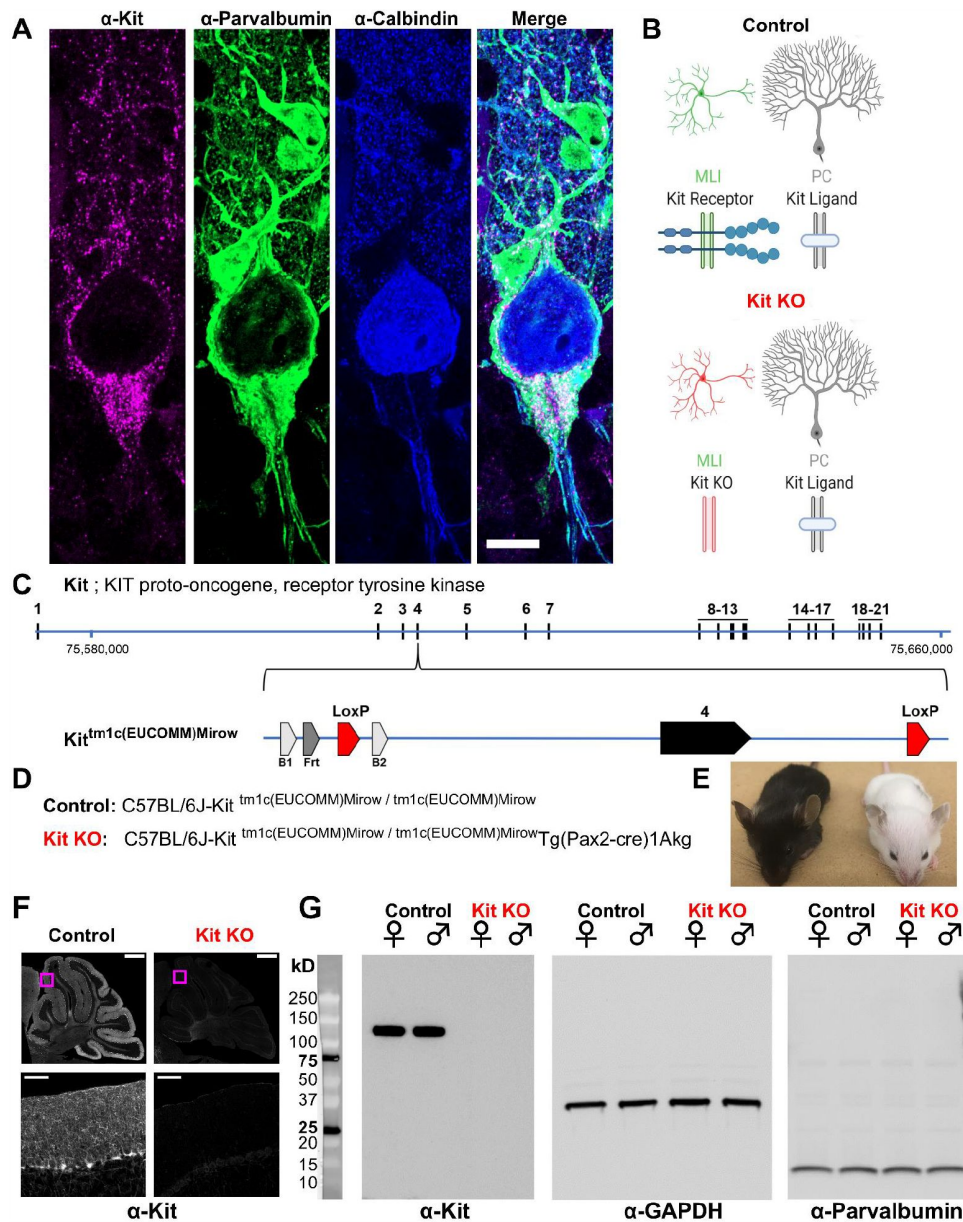 A
α-Kit α-Parvalbumin α-Calbindin Merge
B
Control
MLI PC
Kit Receptor Kit Ligand
Kit KO
MLI PC
Kit KO Kit Ligand
C
Kit ; KIT proto-oncogene, receptor tyrosine kinase
1 2 3 4 5 6 7 8-13 14-17 18-21
75,580,000 75,660,000
LoxP 4 LoxP
Kit tm1c(EUCOMM)Mirow
B1 Frt B2
D
Control: C57BL/6J-Kit tm1c(EUCOMM)Mirow / tm1c(EUCOMM)Mirow
Kit KO: C57BL/6J-Kit tm1c(EUCOMM)Mirow / tm1c(EUCOMM)Mirow Tg(Pax2-cre)1Akg
E
F
Control Kit KO
α-Kit
G
Control Kit KO Control Kit KO Control Kit KO
♀ ♂ ♀ ♂ ♀ ♂ ♀ ♂ ♀ ♂ ♀ ♂
kD
250
150
100
75
50
37
25
20
15
10
α-Kit α-GAPDH α-Parvalbumin